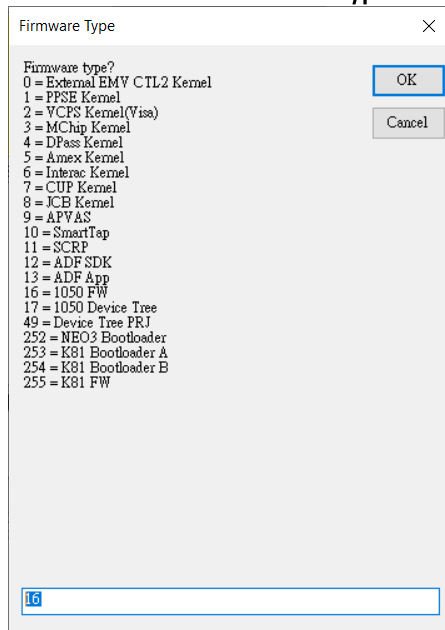 Firmware Type
Firmware type?
0 = External EMV CTL2 Kernel
1 = PPSE Kernel
2 = VCPS Kernel(Visa)
3 = MChip Kernel
4 = DPass Kernel
5 = Amex Kernel
6 = Interac Kernel
7 = CUP Kernel
8 = JCB Kernel
9 = APVAS
10 = SmartTap
11 = SCRP
12 = ADF SDK
13 = ADF App
16 = 1050 FW
17 = 1050 Device Tree
49 = Device Tree PRJ
252 = NEO3 Bootloader
253 = K81 Bootloader A
254 = K81 Bootloader B
255 = K81 FW
OK
Cancel
16